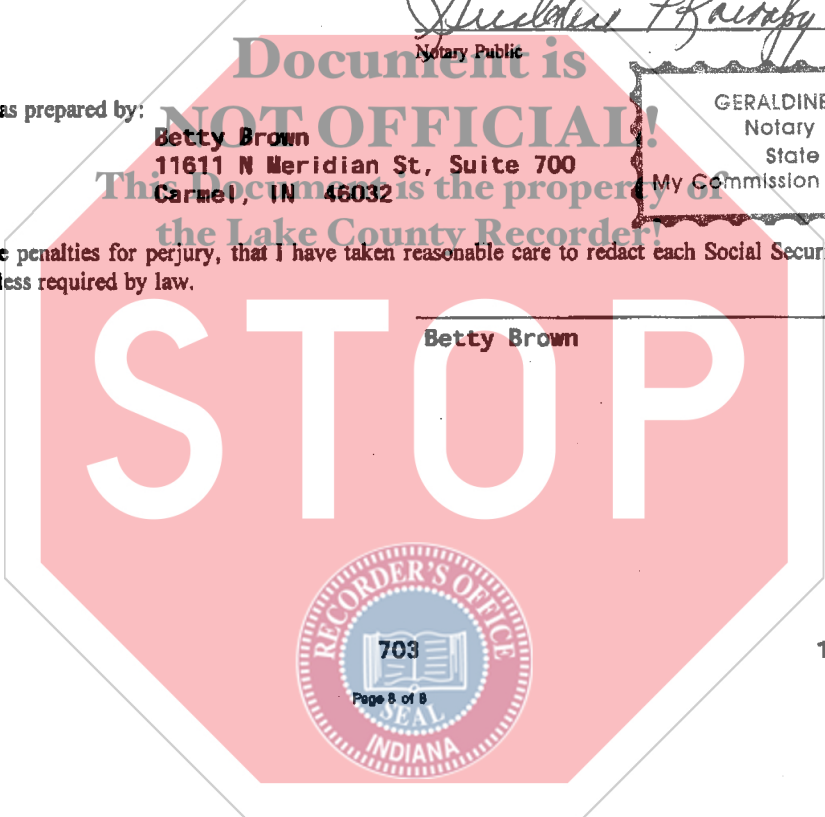 Document is
Notary Public
NOT OFFICIAL!
as prepared by:
Betty Brown
11611 N Meridian St, Suite 700
Carmel, IN 46032
This Document is the property of
the Lake County Recorder!
GERALDINE
Notary
State
My Commission
e penalties for perjury, that I have taken reasonable care to redact each Social Secur
less required by law.
Betty Brown
STOP
RECORDER'S OFFICE
703
Page 8 of 8
SEAL
INDIANA
1